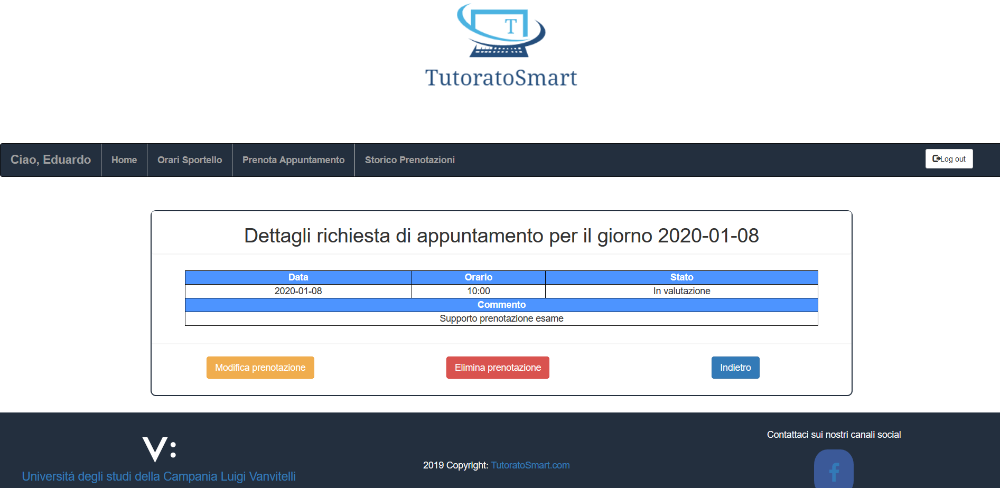 T
TutoratoSmart
Ciao, Eduardo Home Orari Sportello Prenota Appuntamento Storico Prenotazioni Log out
Dettagli richiesta di appuntamento per il giorno 2020-01-08
Data Orario Stato
2020-01-08 10:00 In valutazione
Commento
Supporto prenotazione esame
Modifica prenotazione Elimina prenotazione Indietro
V:
Universitá degli studi della Campania Luigi Vanvitelli
2019 Copyright: TutoratoSmart.com
Contattaci sui nostri canali social
f